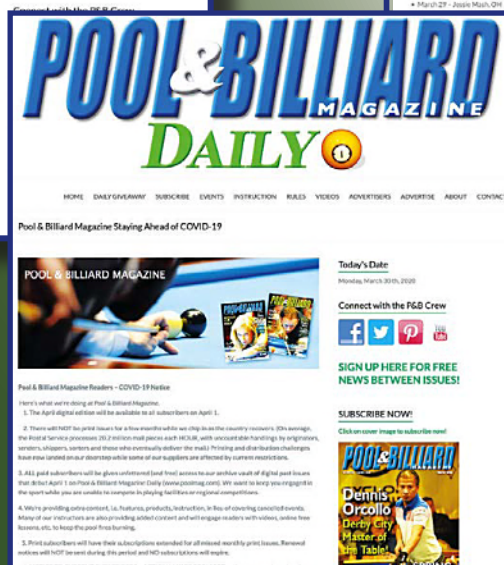 Connect with the P&B Crew
• March 29 - Jessie Mash, OH
POOL & BILLIARD
MAGAZINE
DAILY
HOME DAILY GIVEAWAY SUBSCRIBE EVENTS INSTRUCTION RULES VIDEOS ADVERTISERS ADVERTISE ABOUT CONTACT
Pool & Billiard Magazine Staying Ahead of COVID-19
POOL & BILLIARD MAGAZINE
POOL&BILLIARD
POOL&BILLIARD
Pool & Billiard Magazine Readers – COVID-19 Notice
Here's what we're doing at Pool & Billiard Magazine.
1. The April digital edition will be available to all subscribers on April 1.
2. There will NOT be print issues for a few months while we chip in as the country recovers (On average,
the Postal Service processes 20.2 million mail pieces each HOUR, with uncountable handlings by originators,
senders, shippers, sorters and those who eventually deliver the mail.) Printing and distribution challenges
have now landed on our doorstep while some of our suppliers are affected by current restrictions.
3. ALL paid subscribers will be given unfettered (and free) access to our archive vault of digital past issues
that debut April 1 on Pool & Billiard Magazine Daily (www.poolmag.com). We want to keep you engaged in
the sport while you are unable to compete in playing facilities or regional competitions.
4. We're providing extra content, i.e. features, products, instruction, in lieu of covering canceled events.
Many of our instructors are also providing added content and will engage readers with videos, online free
lessons, etc, to keep the pool fires burning.
5. Print subscribers will have their subscriptions extended for all missed monthly print issues. Renewal
notices will NOT be sent during this period and NO subscriptions will expire.
Today's Date
Monday, March 30th, 2020
Connect with the P&B Crew
You
Tube
SIGN UP HERE FOR FREE
NEWS BETWEEN ISSUES!
SUBSCRIBE NOW!
Click on cover image to subscribe now!
POOL&BILLIARD
Dennis
Orcollo
Derby City
Master of
the Table!
SPRING